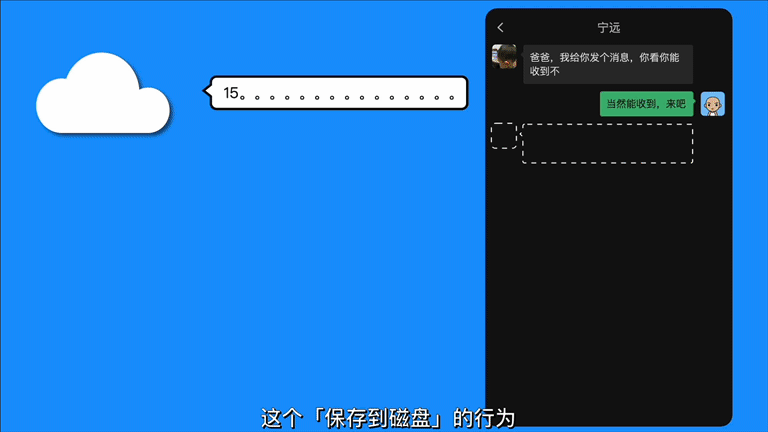 宁远
爸爸，我给你发个消息，你看你能
收到不
当然能收到，来吧
15。。。。。。。。。。。。。。。
这个「保存到磁盘」的行为